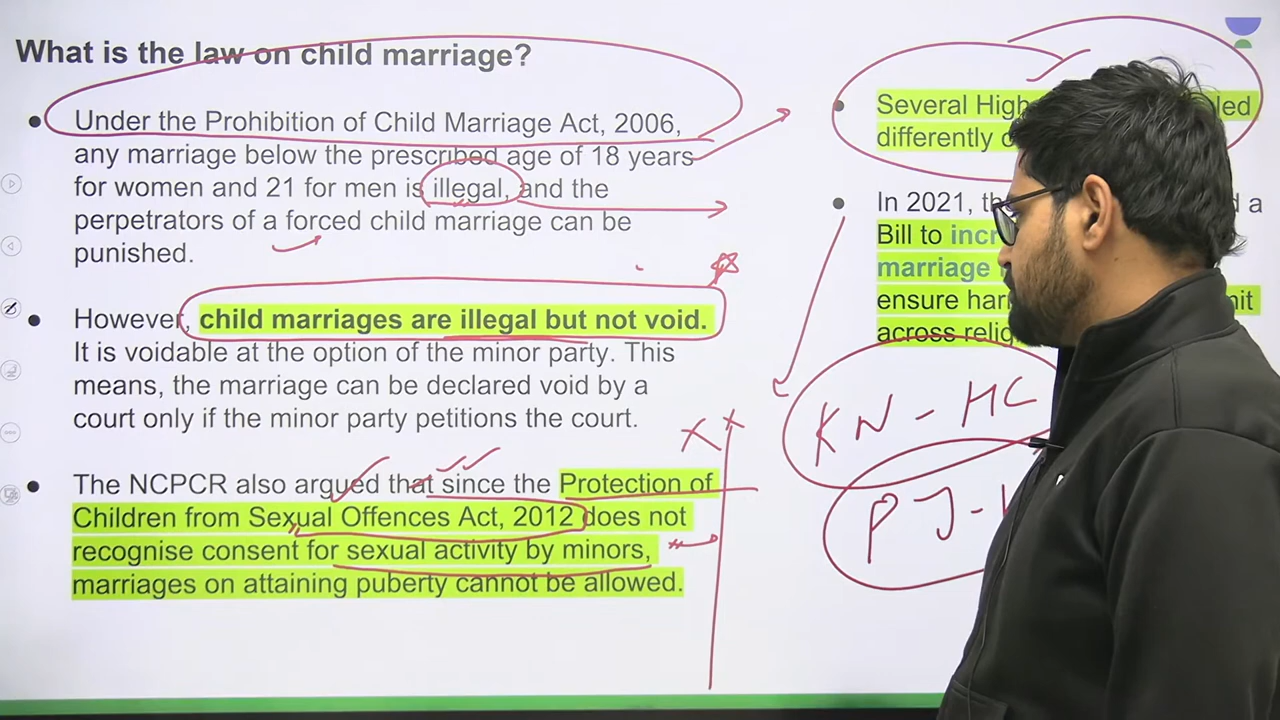 What is the law on child marriage?
● Under the Prohibition of Child Marriage Act, 2006,
any marriage below the prescribed age of 18 years
for women and 21 for men is illegal, and the
perpetrators of a forced child marriage can be
punished.
● However, child marriages are illegal but not void.
It is voidable at the option of the minor party. This
means, the marriage can be declared void by a
court only if the minor party petitions the court.
● The NCPCR also argued that since the Protection of
Children from Sexual Offences Act, 2012 does not
recognise consent for sexual activity by minors,
marriages on attaining puberty cannot be allowed.
● Several
differently
● In 2021, a
Bill to
marriage
ensure
across
KN - HC
PJ-